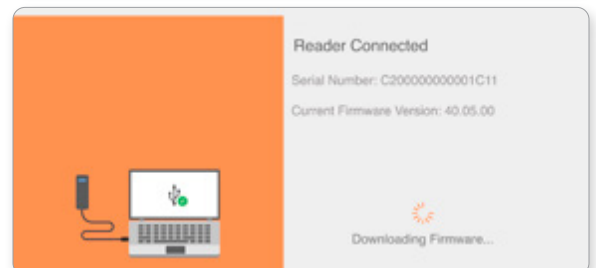 Reader Connected
Serial Number: C200000000001C11
Current Firmware Version: 40.05.00
Downloading Firmware...